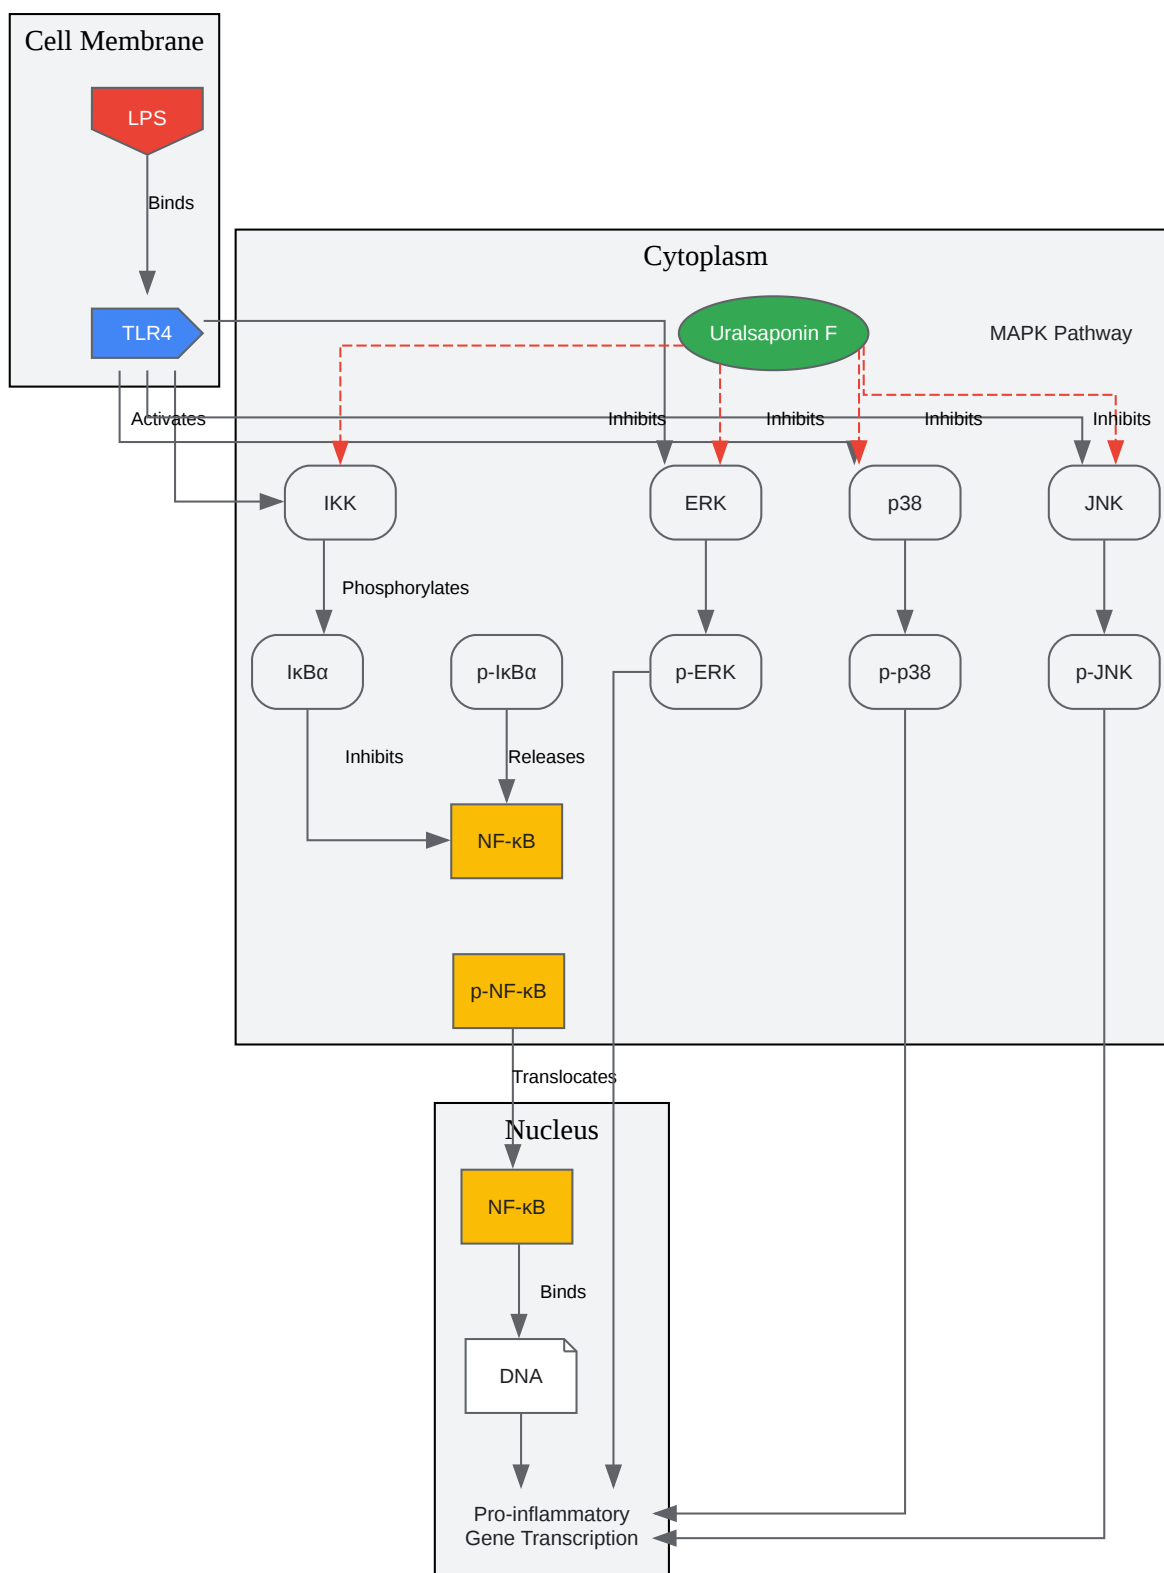 Cell Membrane
LPS
Binds
Cytoplasm
TLR4
Uralsaponin F
MAPK Pathway
Activates
Inhibits
Inhibits
Inhibits
Inhibits
IKK
ERK
p38
JNK
Phosphorylates
IκBα
p-IκBα
p-ERK
p-p38
p-JNK
Inhibits
Releases
NF-κB
p-NF-κB
Translocates
Nucleus
NF-κB
Binds
DNA
Pro-inflammatory
Gene Transcription